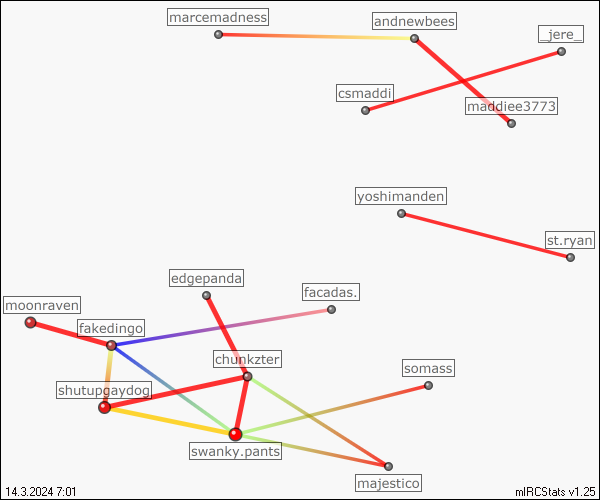 marcemadness
andnewbees
_jere_
csmaddi
maddiee3773
yoshimanden
st.ryan
edgepanda
facadas.
moonraven
fakedingo
chunkzter
somass
shutupgaydog
swanky.pants
majestico
14.3.2024 7:01
mIRCStats v1.25